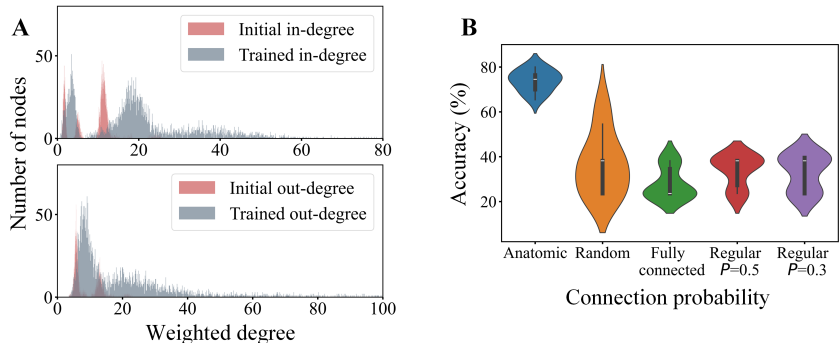 A
Initial in-degree
Trained in-degree
50
0
0 20 40 60 80
Number of nodes
Initial out-degree
Trained out-degree
50
0
0 20 40 60 80 100
Weighted degree
B
Accuracy (%)
80
60
40
20
Anatomic Random Fully connected Regular P=0.5 Regular P=0.3
Connection probability